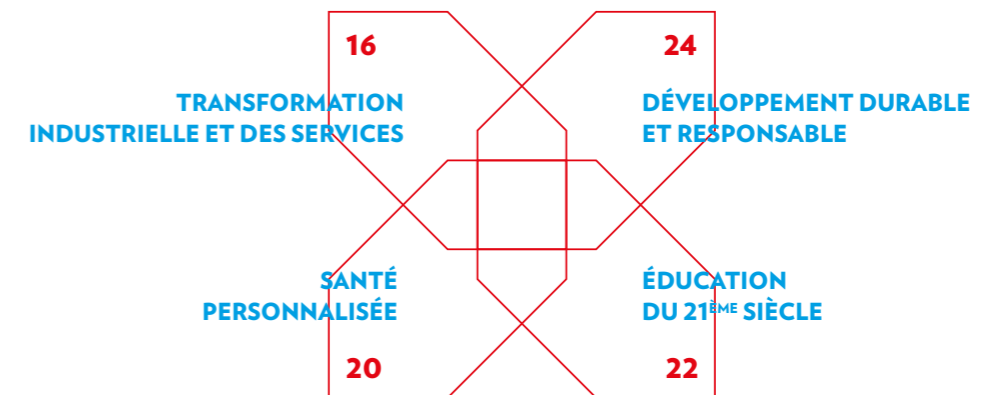 16
TRANSFORMATION
INDUSTRIELLE ET DES SERVICES
24
DÉVELOPPEMENT DURABLE
ET RESPONSABLE
SANTÉ
PERSONNALISÉE
20
ÉDUCATION
DU 21ÈME SIÈCLE
22